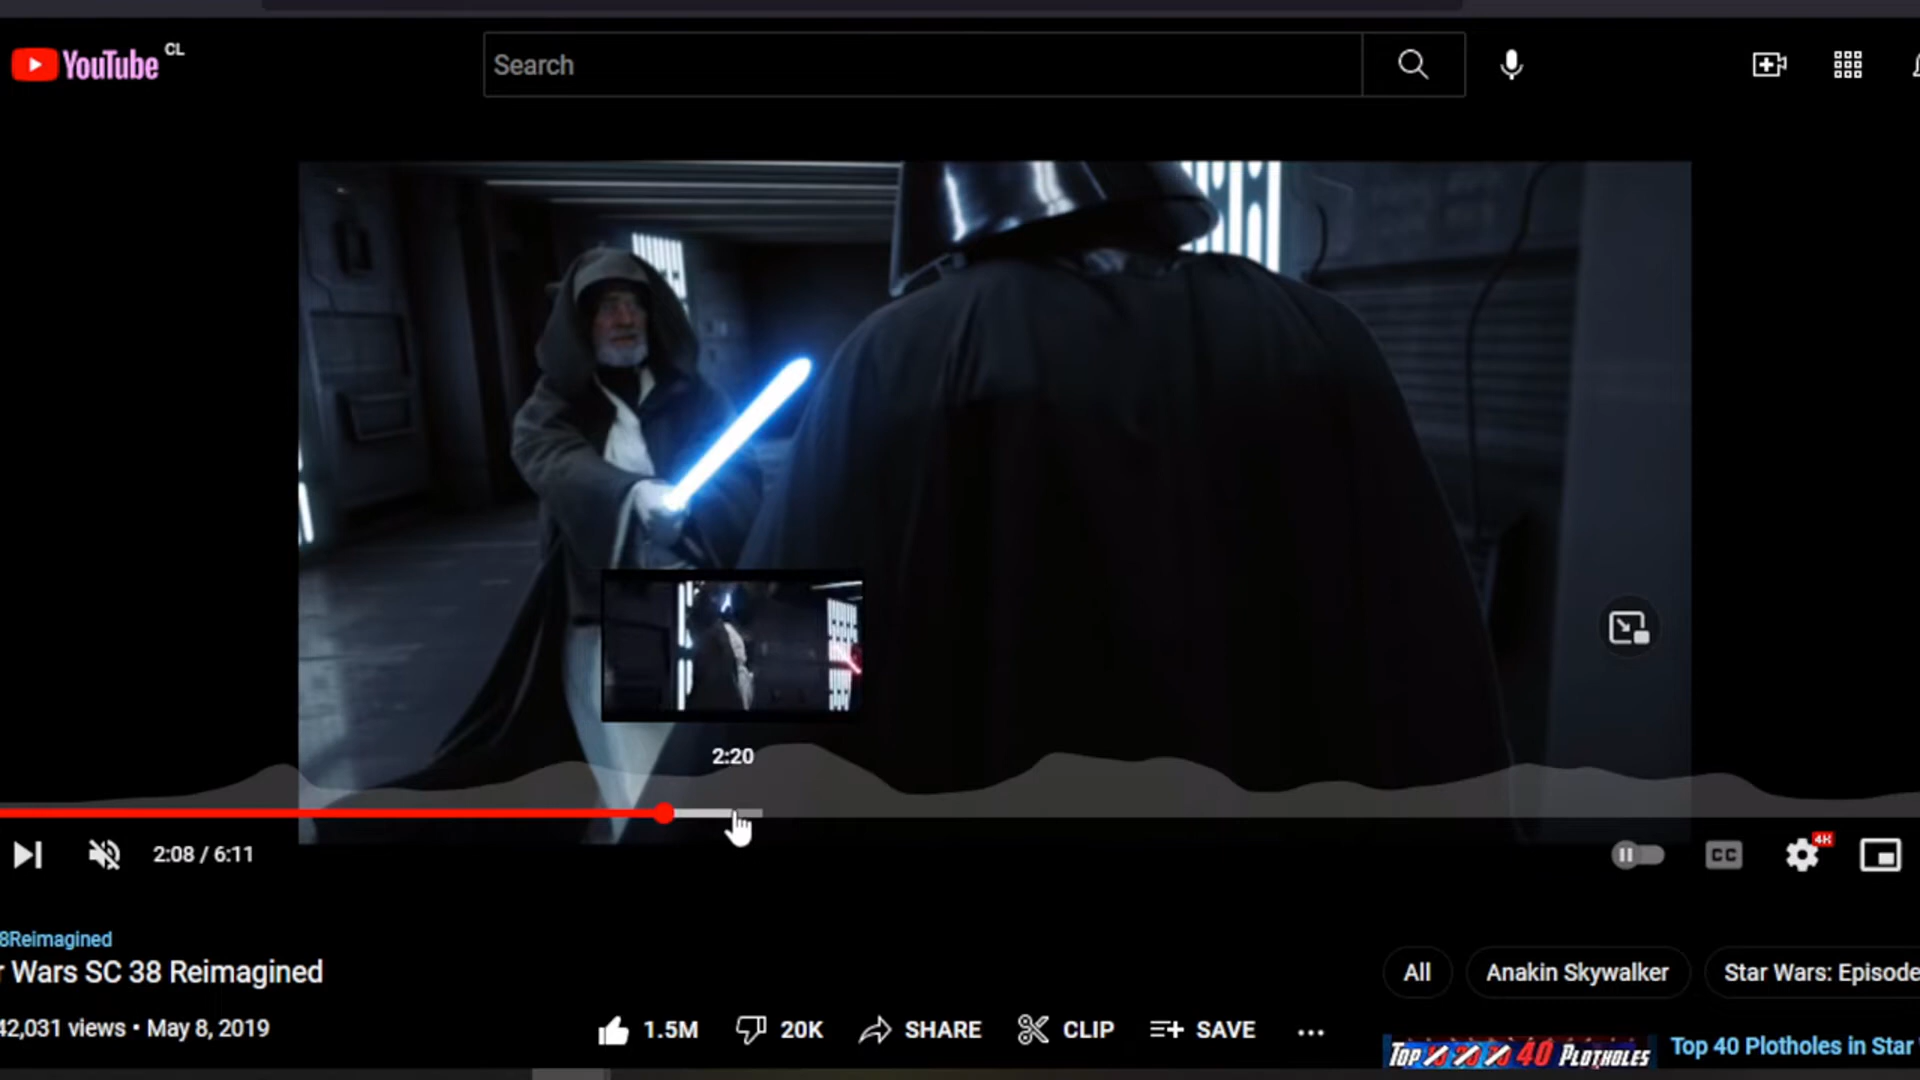 YouTube CL
Search
2:20
2:08 / 6:11
CC
4K
8Reimagined
r Wars SC 38 Reimagined
42,031 views • May 8, 2019
1.5M
20K
SHARE
CLIP
SAVE
All
Anakin Skywalker
Star Wars: Episode
TOP 40 PLOTHOLES
Top 40 Plotholes in Star